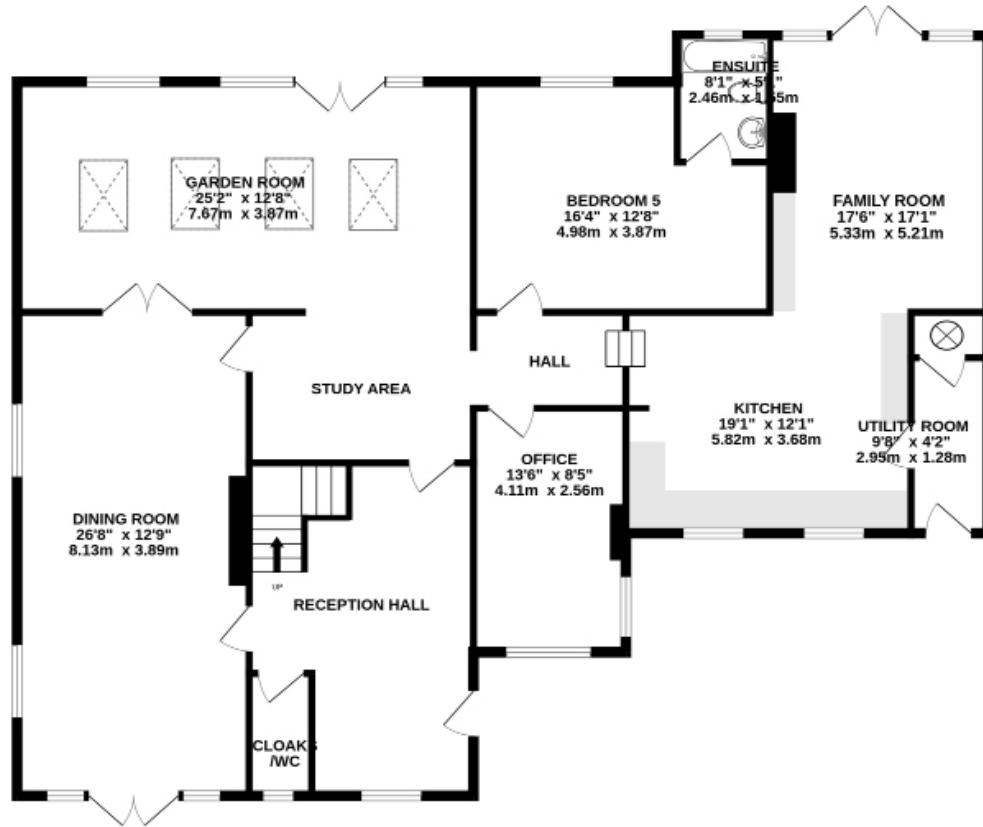 ENSUITE
8'1" x 5'
2.46m x 1.55m
GARDEN ROOM
25'2" x 12'8"
7.67m x 3.87m
BEDROOM 5
16'4" x 12'8"
4.98m x 3.87m
FAMILY ROOM
17'6" x 17'1"
5.33m x 5.21m
HALL
STUDY AREA
KITCHEN
19'1" x 12'1"
5.82m x 3.68m
UTILITY ROOM
9'8" x 4'2"
2.95m x 1.28m
OFFICE
13'6" x 8'5"
4.11m x 2.56m
DINING ROOM
26'8" x 12'9"
8.13m x 3.89m
UP
RECEPTION HALL
CLOAKS
/WC